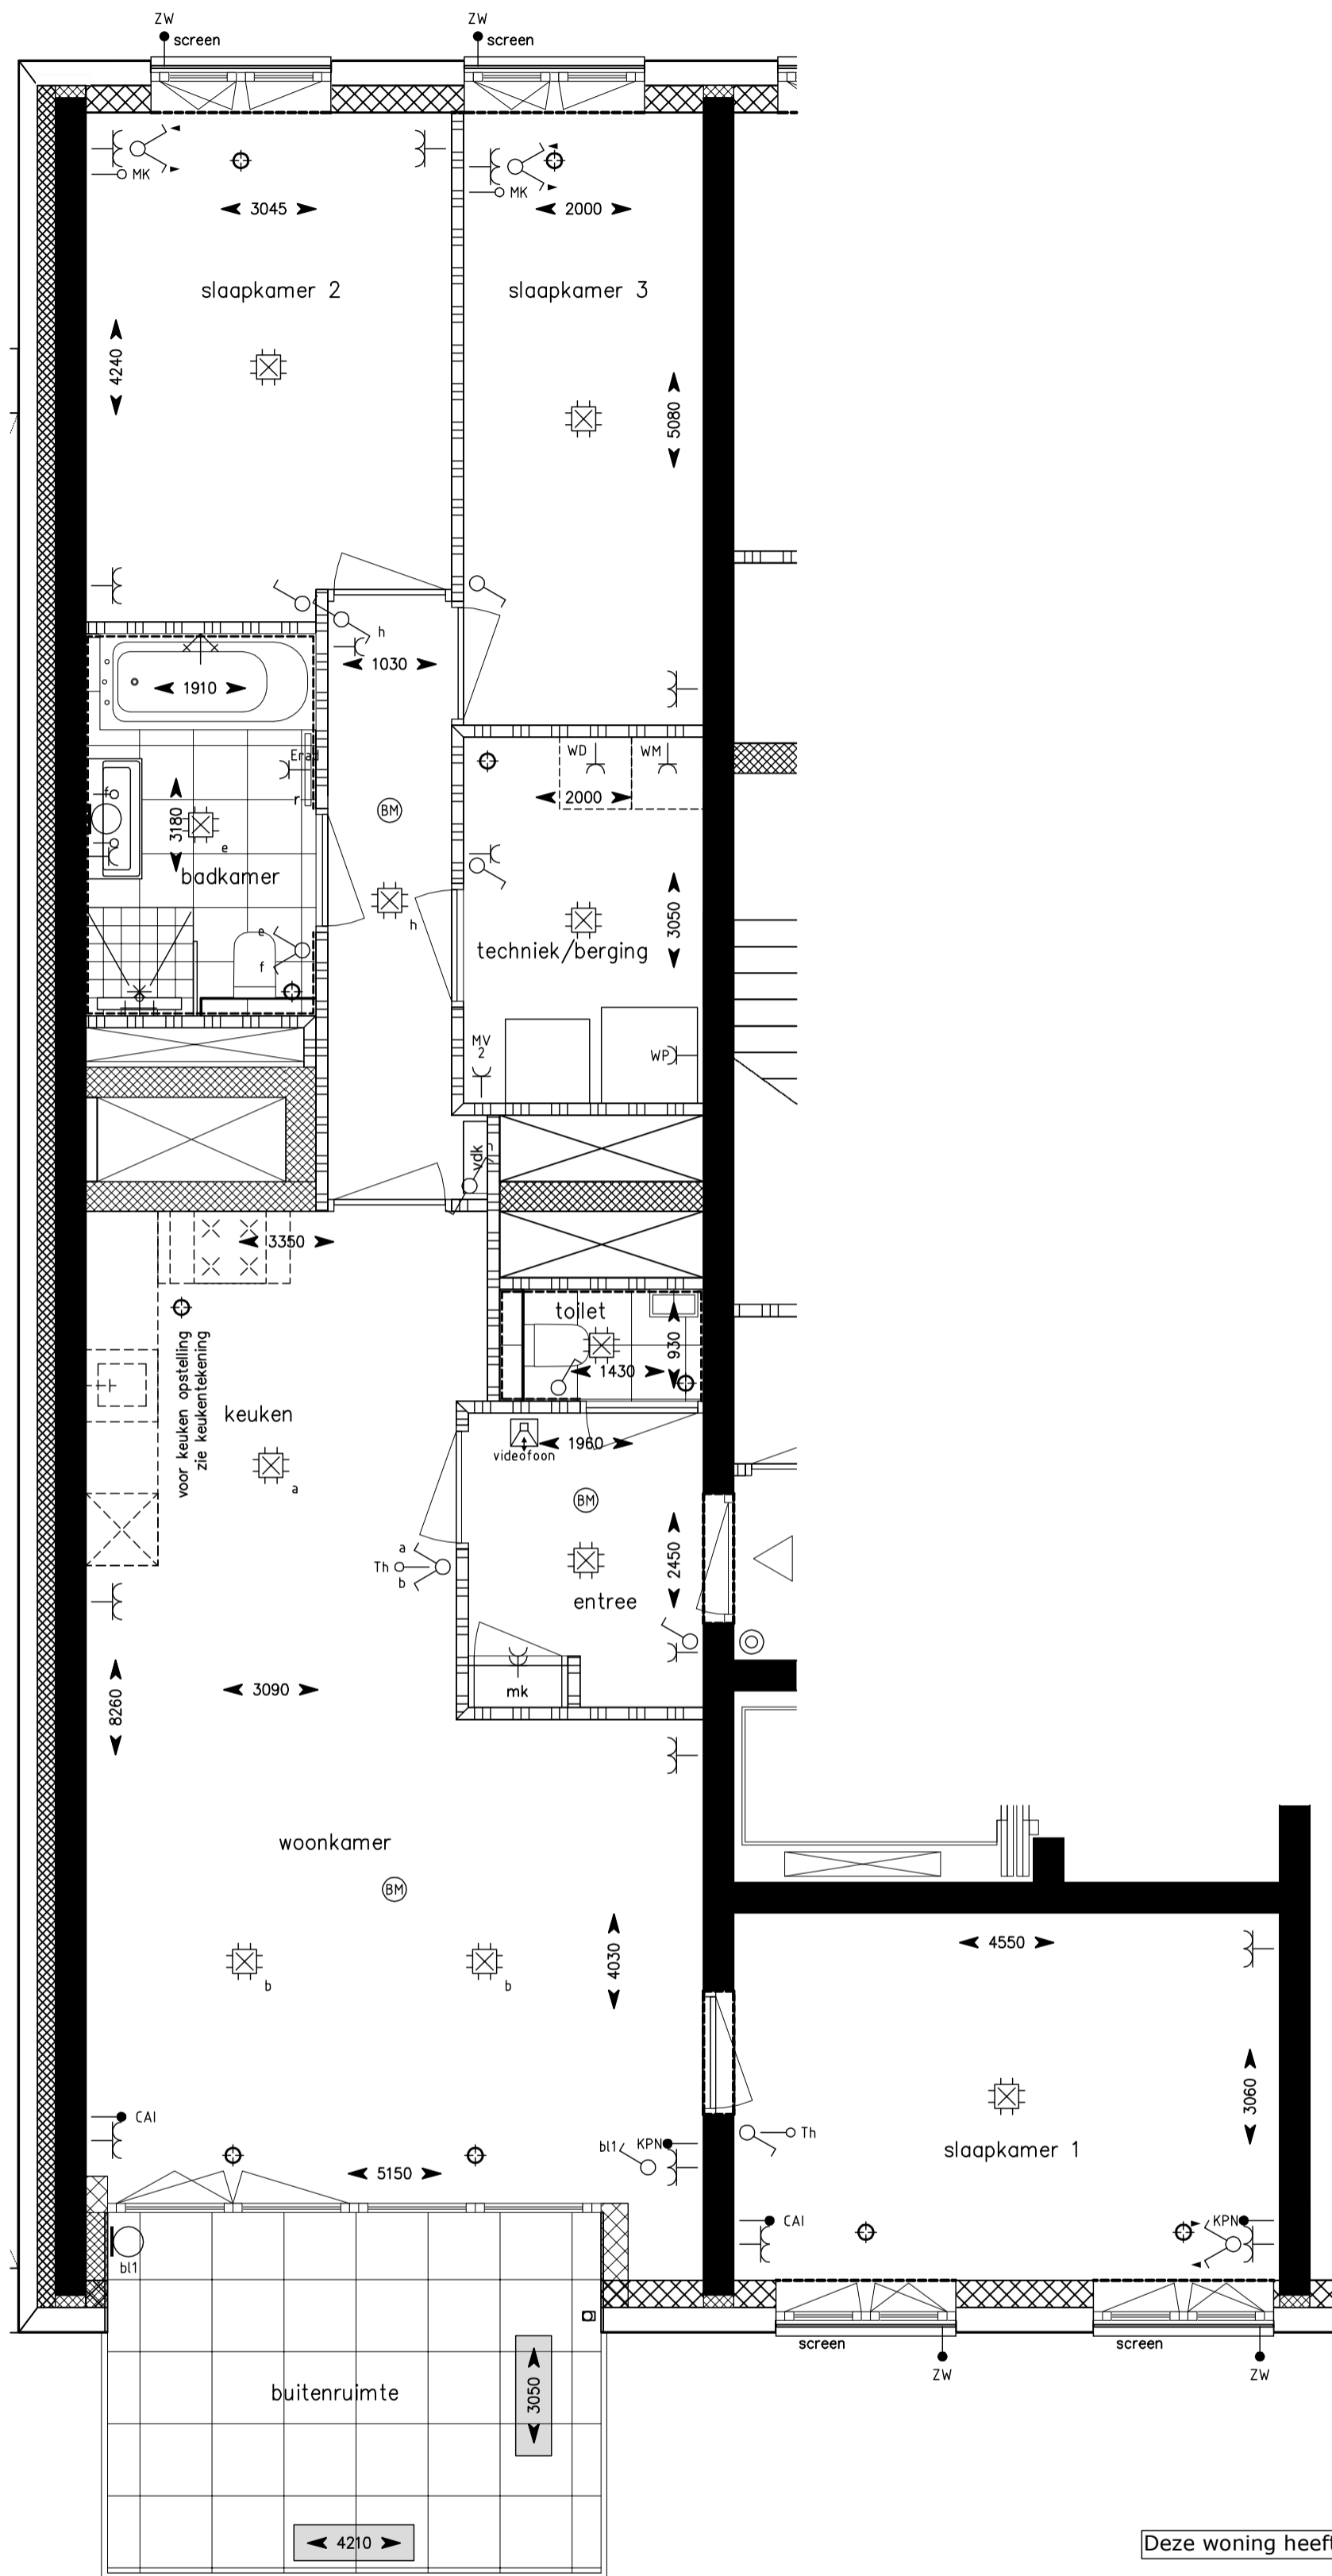 ZW
screen
ZW
screen
MK
MK
3045
2000
slaapkamer 2
slaapkamer 3
4240
5080
h
1030
1910
Erad
WD
WM
r
2000
f
3180
e
BM
badkamer
h
3050
e
f
techniek/berging
MV
2
WP
vdk
3350
toilet
930
1430
voor keuken opstelling
zie keukentekening
keuken
1960
videofoon
a
BM
a
Th
b
2450
entree
mk
3090
8260
woonkamer
BM
4550
4030
b
b
3060
CAI
Th
bl1
KPN
slaapkamer 1
5150
CAI
KPN
bl1
screen
screen
ZW
ZW
buitenruimte
3050
4210
Deze woning heeft